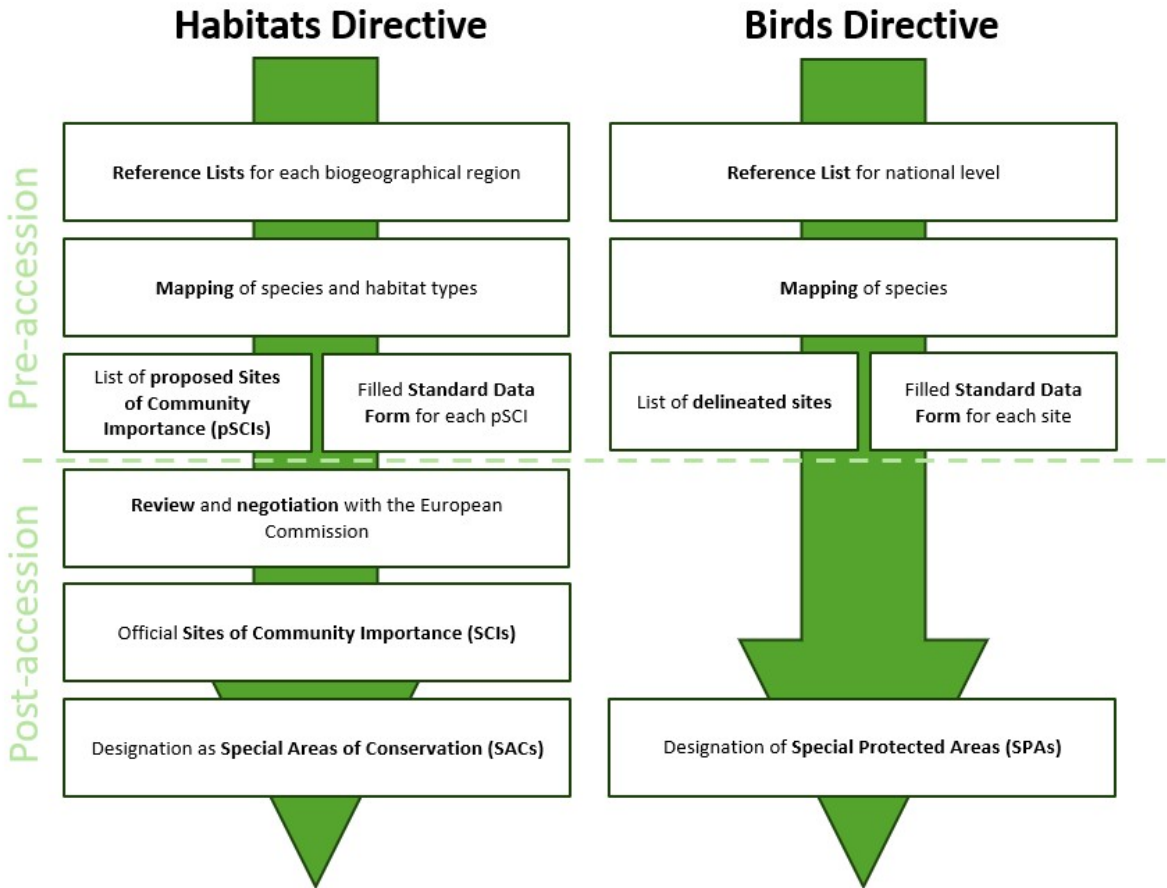 Habitats Directive
Birds Directive
Pre-accession
Reference Lists for each biogeographical region
Reference List for national level
Mapping of species and habitat types
Mapping of species
List of proposed Sites
of Community
Importance (pSCIs)
Filled Standard Data
Form for each pSCI
List of delineated sites
Filled Standard Data
Form for each site
Post-accession
Review and negotiation with the European
Commission
Official Sites of Community Importance (SCIs)
Designation as Special Areas of Conservation (SACs)
Designation of Special Protected Areas (SPAs)